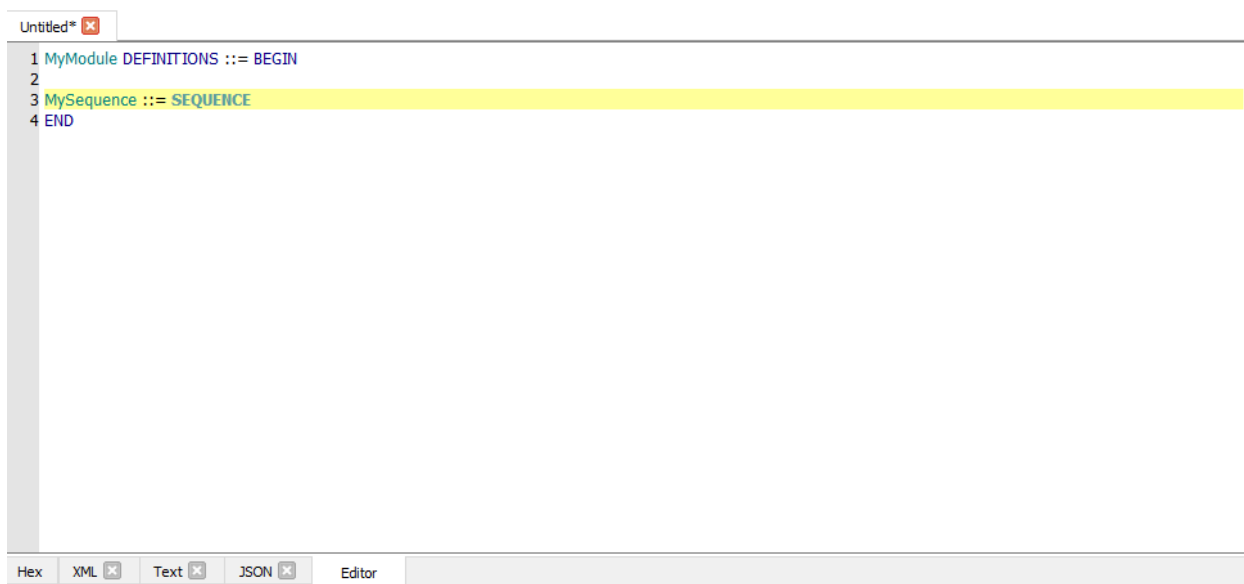 Untitled*
1 MyModule DEFINITIONS ::= BEGIN
2
3 MySequence ::= SEQUENCE
4 END
Hex XML Text JSON Editor